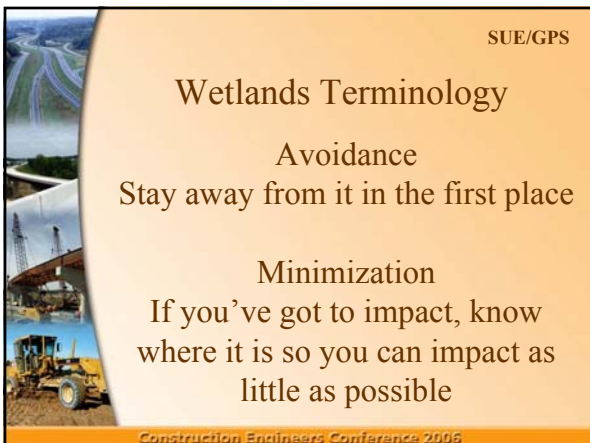 SUE/GPS
Wetlands Terminology
Avoidance
Stay away from it in the first place
Minimization
If you've got to impact, know
where it is so you can impact as
little as possible
Construction Engineers Conference 2006